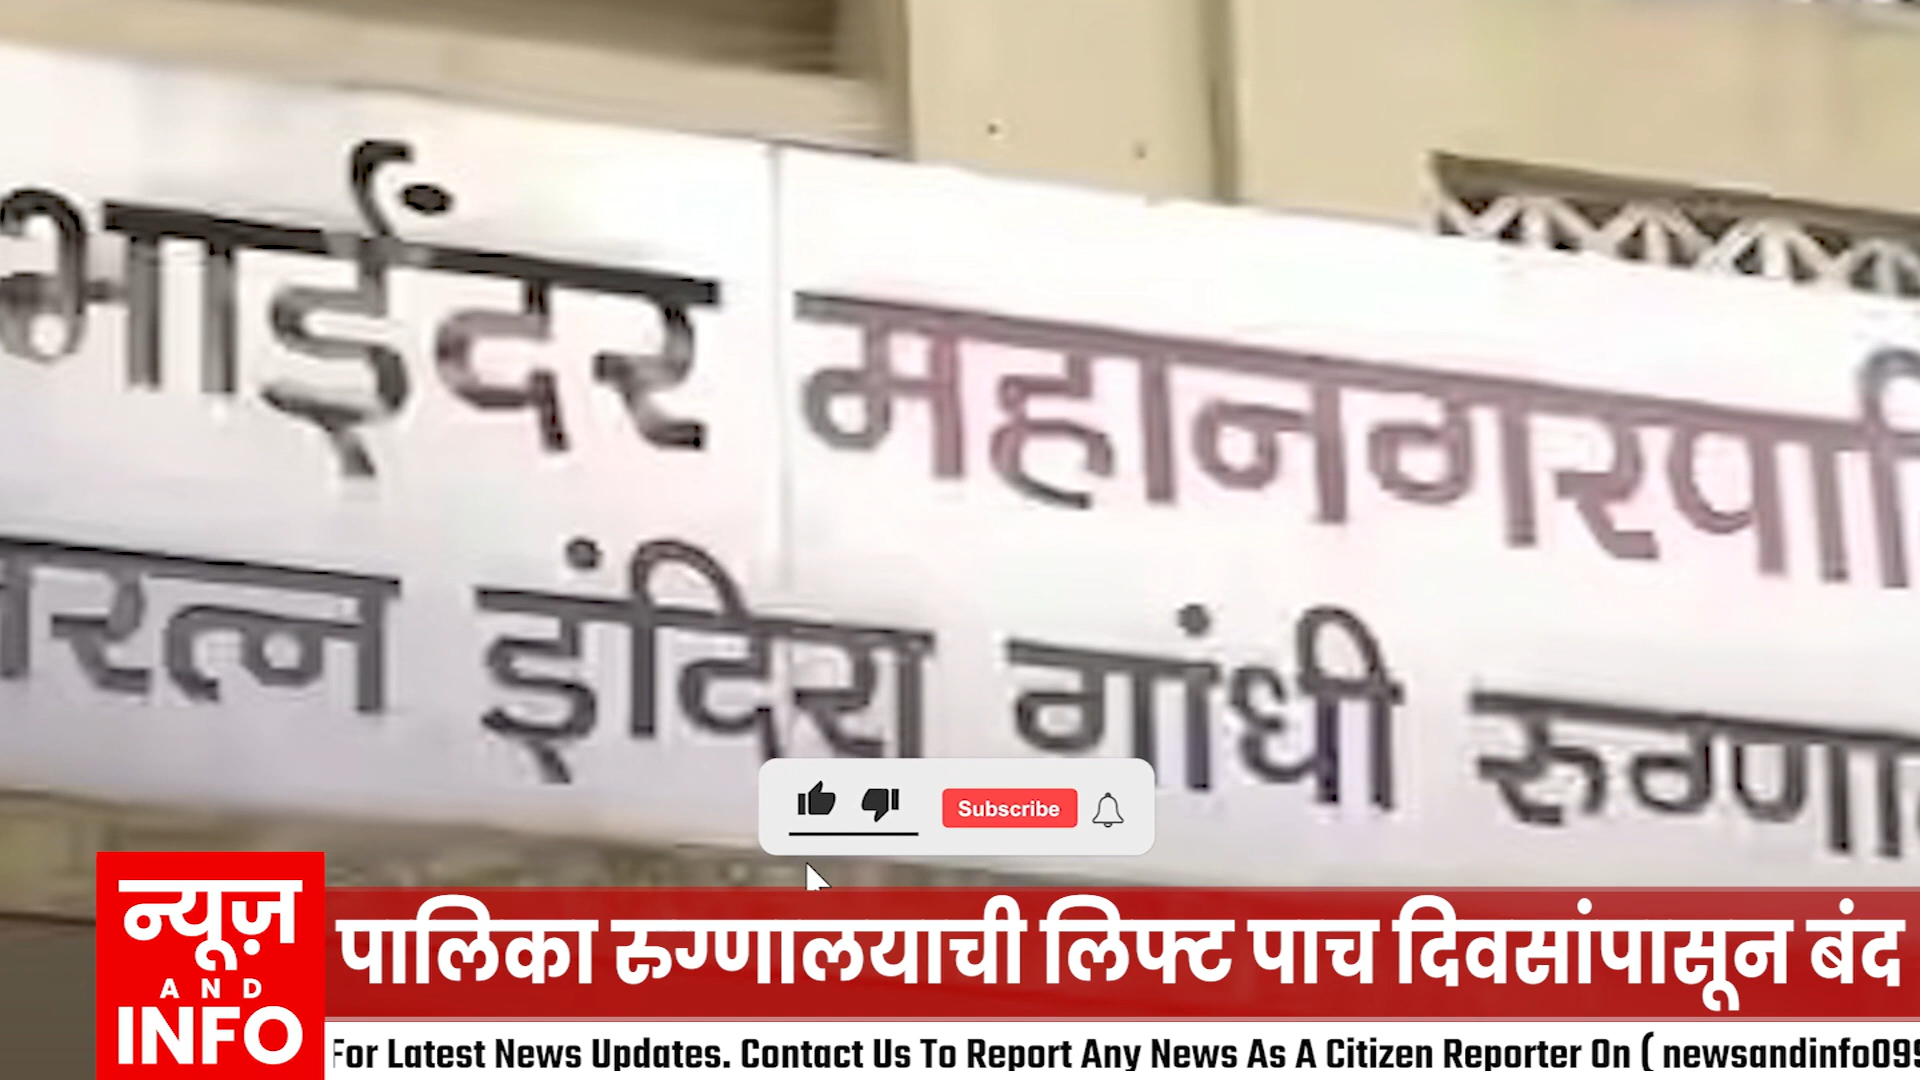 भाईंदर महानगरपालि
रत्न इंदिरा गांधी रुग्णा
Subscribe
न्यूज़
AND
INFO
पालिका रुग्णालयाची लिफ्ट पाच दिवसांपासून बंद
For Latest News Updates. Contact Us To Report Any News As A Citizen Reporter On ( newsandinfo099